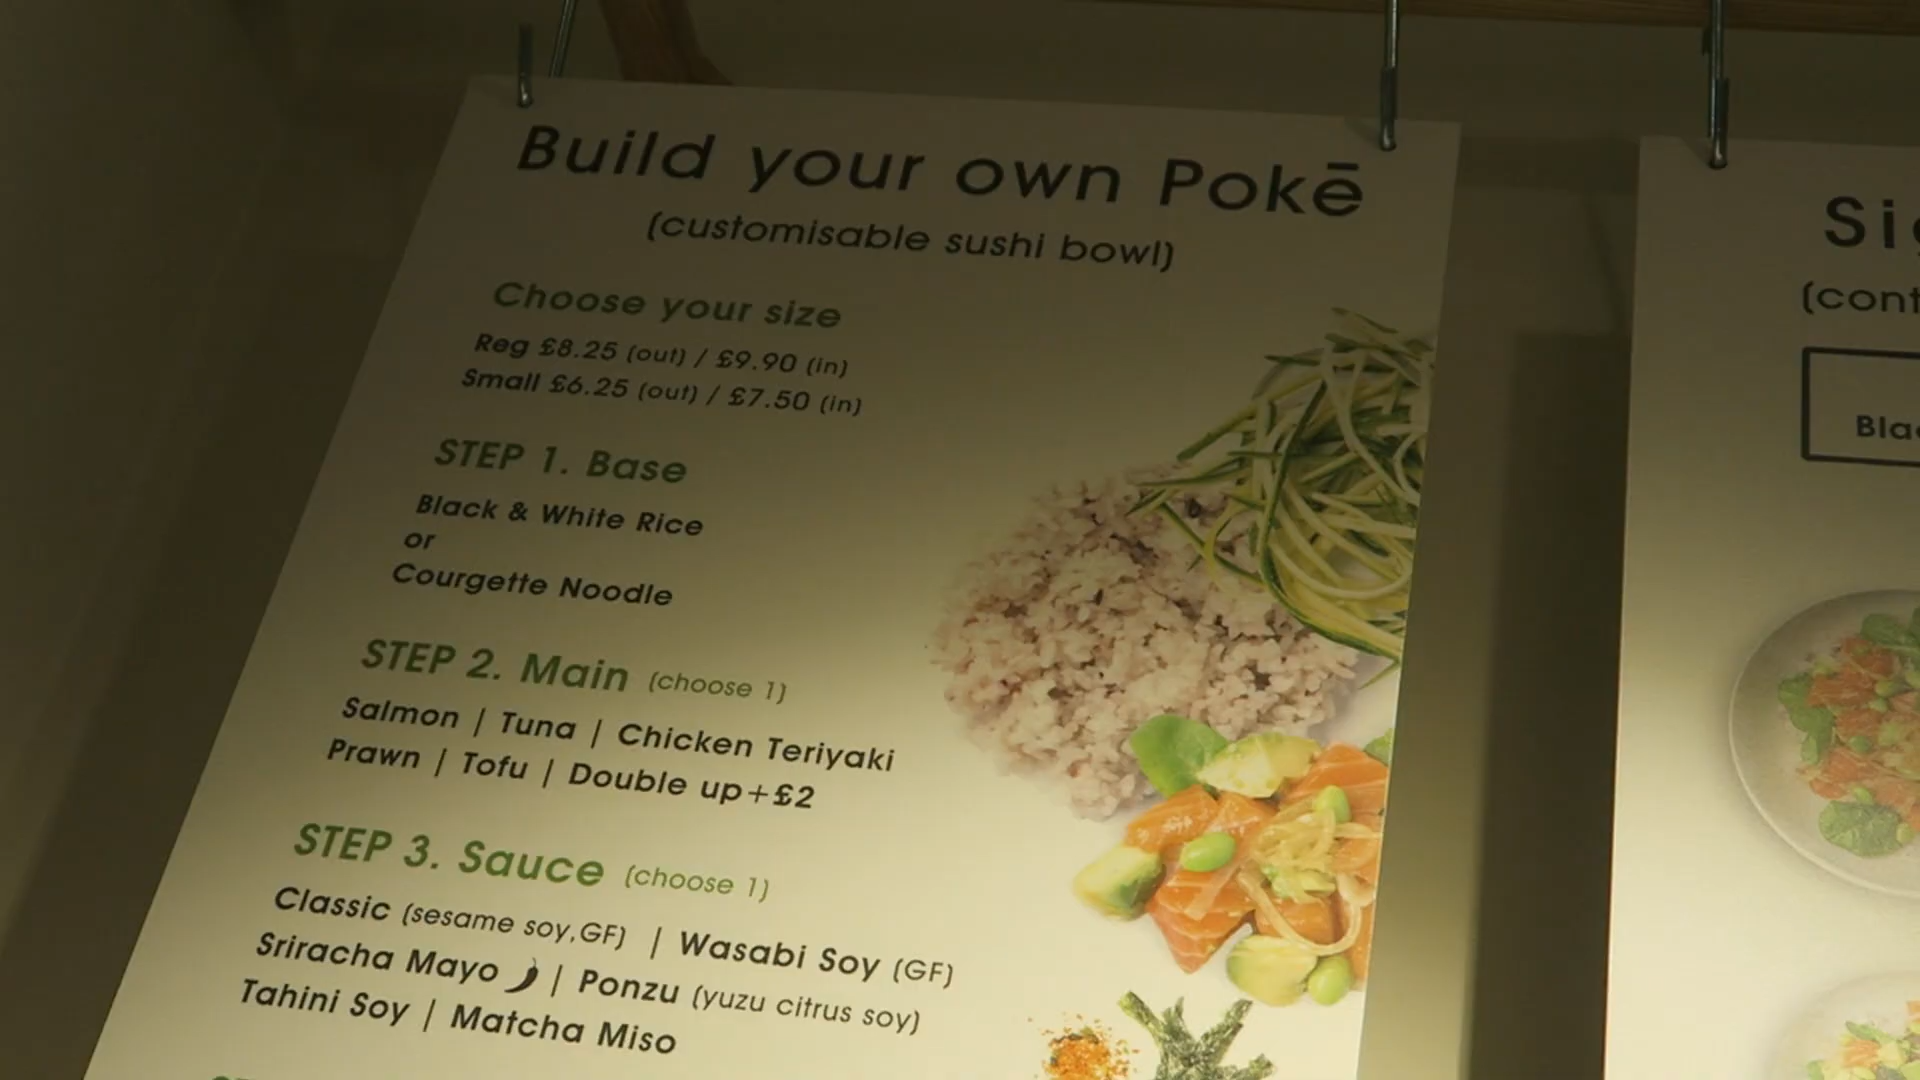 Build your own Pokē
(customisable sushi bowl)
Choose your size
Reg £8.25 (out) / £9.90 (in)
Small £6.25 (out) / £7.50 (in)
STEP 1. Base
Black & White Rice
or
Courgette Noodle
STEP 2. Main (choose 1)
Salmon | Tuna | Chicken Teriyaki
Prawn | Tofu | Double up+£2
STEP 3. Sauce (choose 1)
Classic (sesame soy,GF) | Wasabi Soy (GF)
Sriracha Mayo | Ponzu (yuzu citrus soy)
Tahini Soy | Matcha Miso